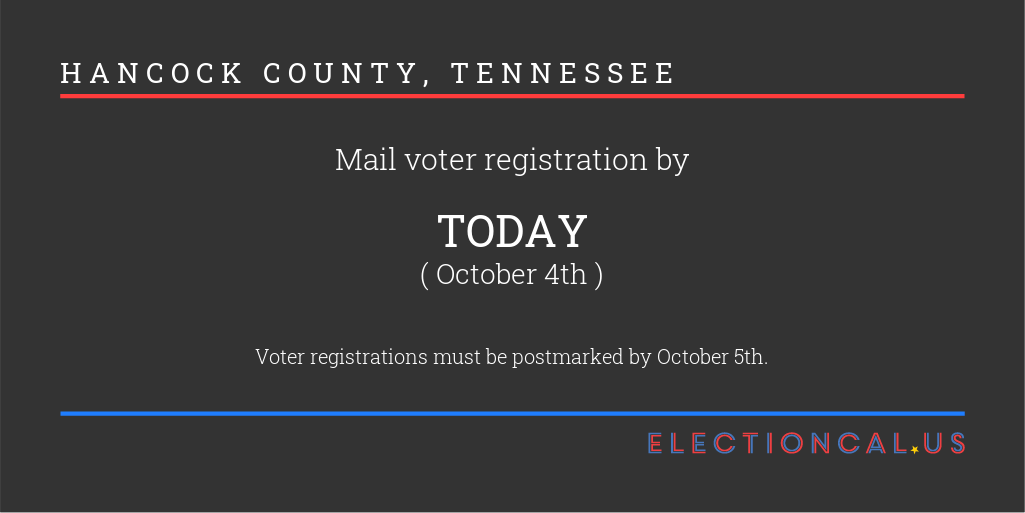 HANCOCK COUNTY, TENNESSEE
Mail voter registration by
TODAY
( October 4th )
Voter registrations must be postmarked by October 5th.
ELECTIONCAL.US